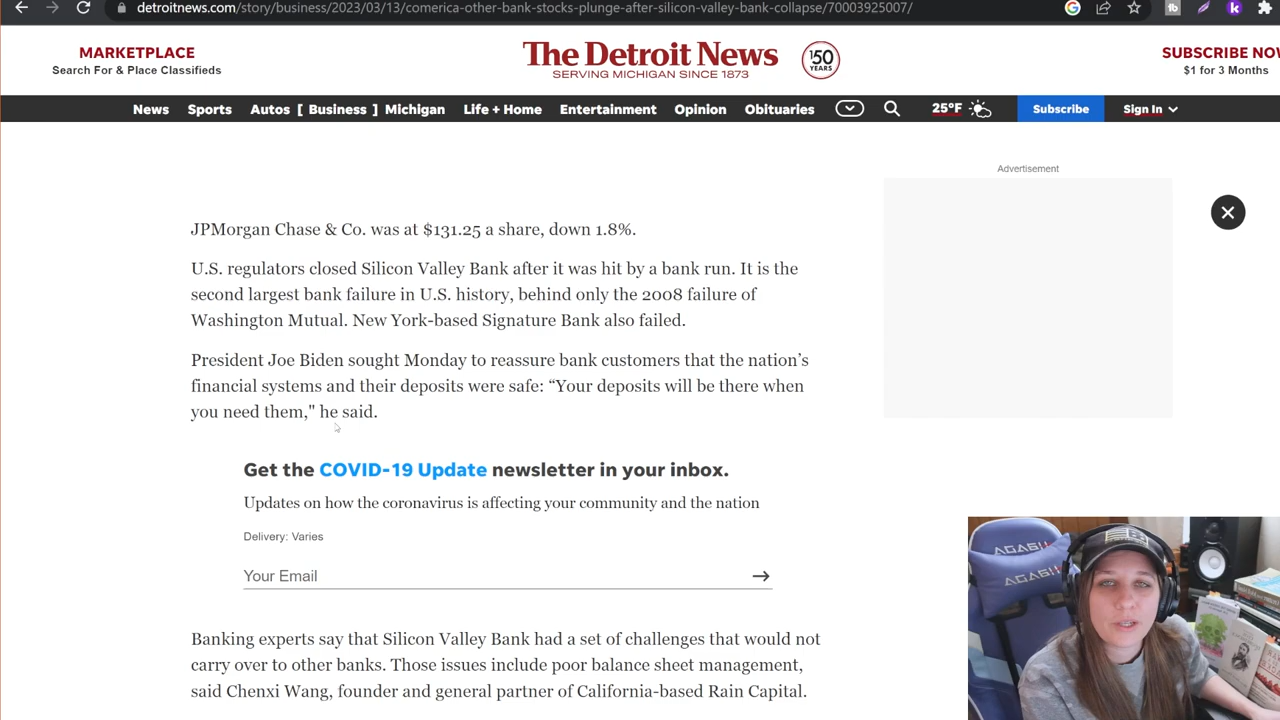 detroitnews.com/story/business/2023/03/13/comerica-other-bank-stocks-plunge-after-silicon-valley-bank-collapse/70003925007/
MARKETPLACE
Search For & Place Classifieds
The Detroit News
SERVING MICHIGAN SINCE 1873
150
YEARS
SUBSCRIBE NOW
$1 for 3 Months
News Sports Autos [ Business ] Michigan Life + Home Entertainment Opinion Obituaries 25°F Subscribe Sign In
Advertisement
JPMorgan Chase & Co. was at $131.25 a share, down 1.8%.
U.S. regulators closed Silicon Valley Bank after it was hit by a bank run. It is the
second largest bank failure in U.S. history, behind only the 2008 failure of
Washington Mutual. New York-based Signature Bank also failed.
President Joe Biden sought Monday to reassure bank customers that the nation’s
financial systems and their deposits were safe: “Your deposits will be there when
you need them," he said.
Get the COVID-19 Update newsletter in your inbox.
Updates on how the coronavirus is affecting your community and the nation
Delivery: Varies
Your Email
AGASHI
AGASHI
Banking experts say that Silicon Valley Bank had a set of challenges that would not
carry over to other banks. Those issues include poor balance sheet management,
said Chenxi Wang, founder and general partner of California-based Rain Capital.